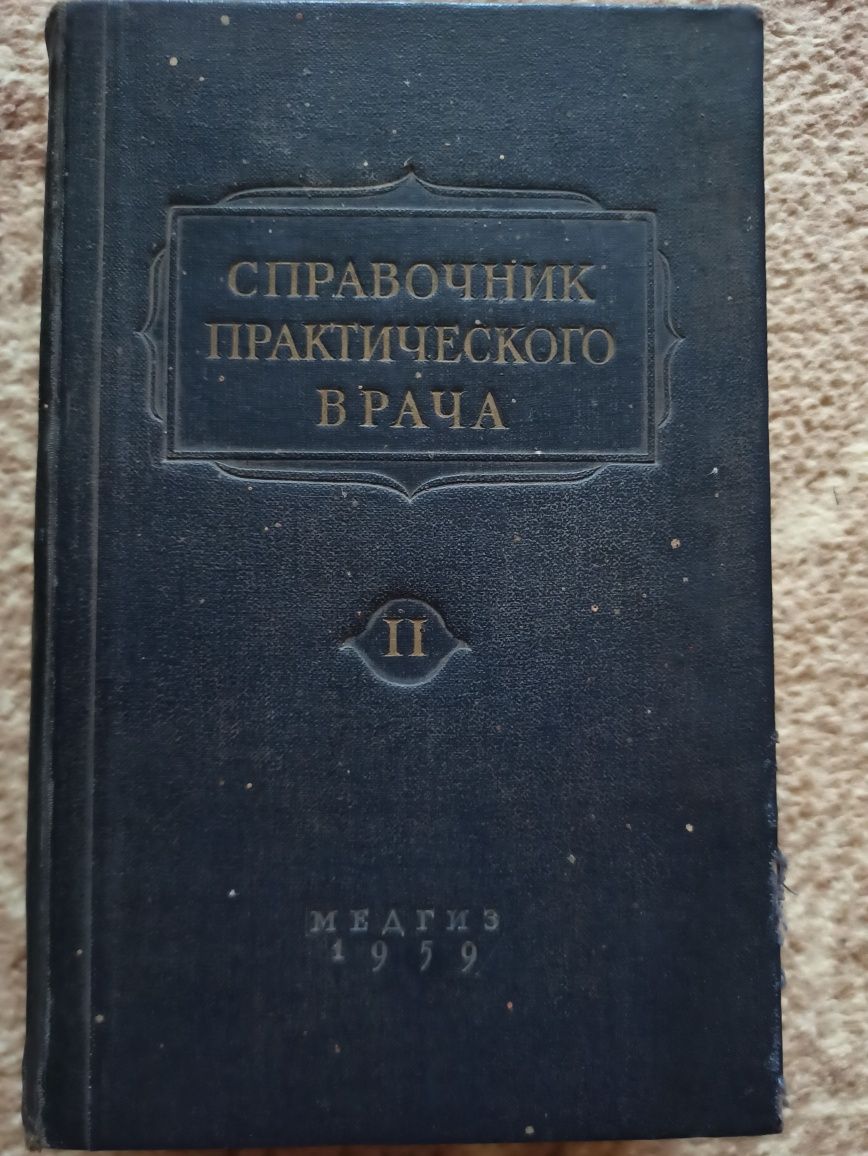 СПРАВОЧНИК
ПРАКТИЧЕСКОГО
ВРАЧА
II
МЕДГИЗ
1959